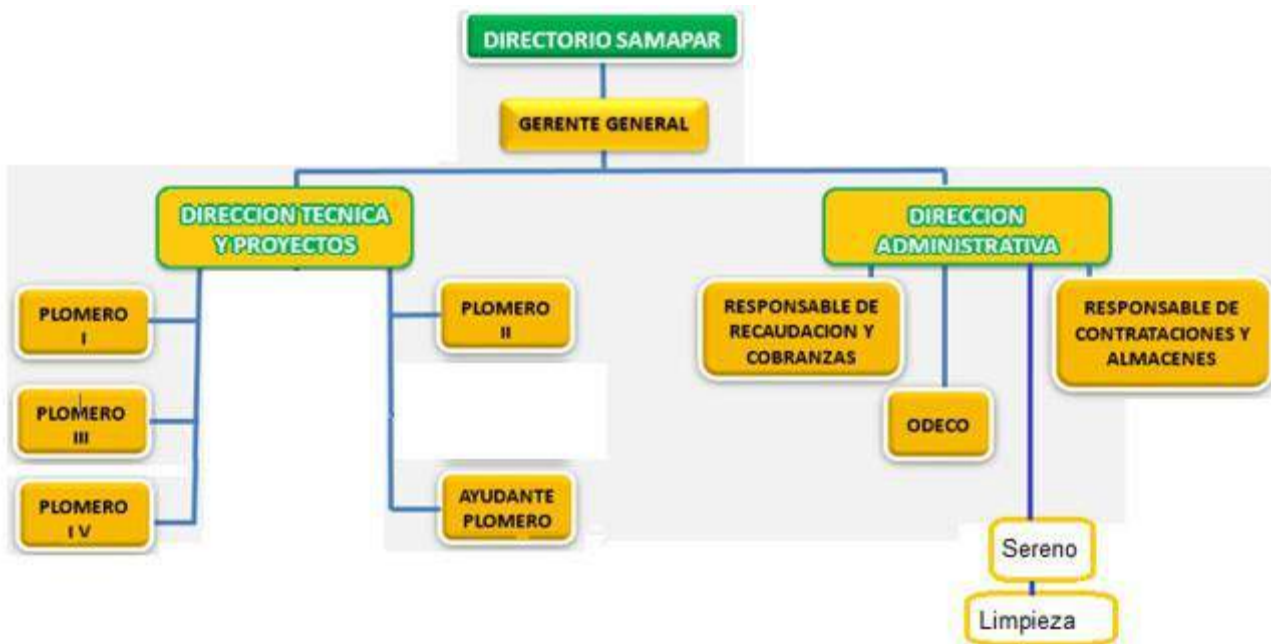 DIRECTORIO SAMAPAR
GERENTE GENERAL
DIRECCION TECNICA
Y PROYECTOS
DIRECCION
ADMINISTRATIVA
PLOMERO
I
PLOMERO
II
RESPONSABLE DE
RECAUDACION Y
COBRANZAS
RESPONSABLE DE
CONTRATACIONES Y
ALMACENES
PLOMERO
III
ODECO
PLOMERO
I V
AYUDANTE
PLOMERO
Sereno
Limpieza